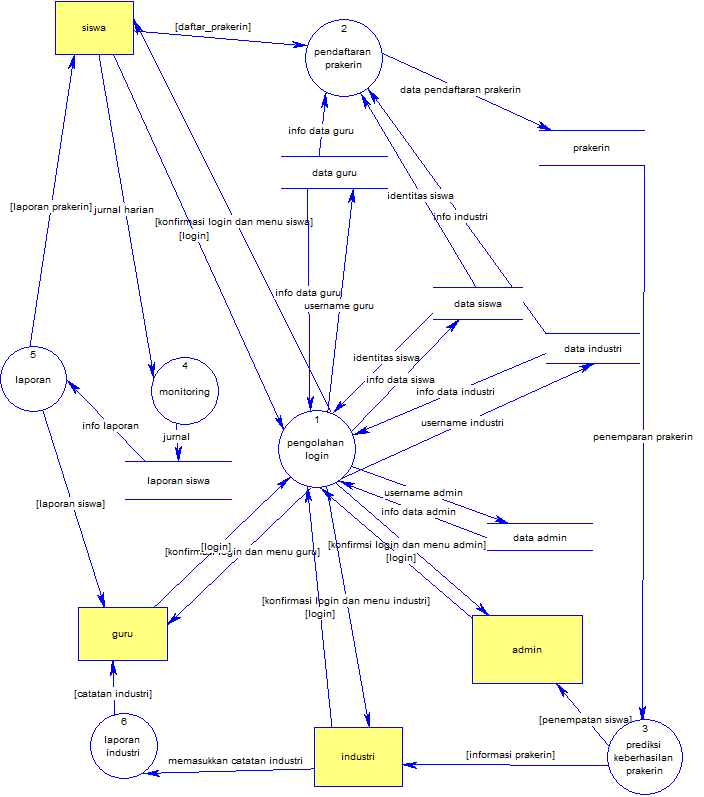 siswa
[daftar_prakerin]
2
pendaftaran
prakerin
data pendaftaran prakerin
info data guru
prakerin
data guru
identitas siswa
[laporan prakerin]
jurnal harian
[konfirmasi login dan menu siswa]
info industri
[login]
info data guru
username guru
data siswa
5
laporan
4
monitoring
identitas siswa
data industri
info data siswa
info data industri
1
pengolahan
login
info laporan
jurnal
username industri
penemparan prakerin
laporan siswa
username admin
[laporan siswa]
info data admin
data admin
[login]
[konfirmasi login dan menu guru]
[konfirmsi login dan menu admin]
[login]
[konfirmasi login dan menu industri]
[login]
guru
admin
[catatan industri]
6
laporan
industri
memasukkan catatan industri
industri
[informasi prakerin]
[penempatan siswa]
3
prediksi
keberhasilan
prakerin